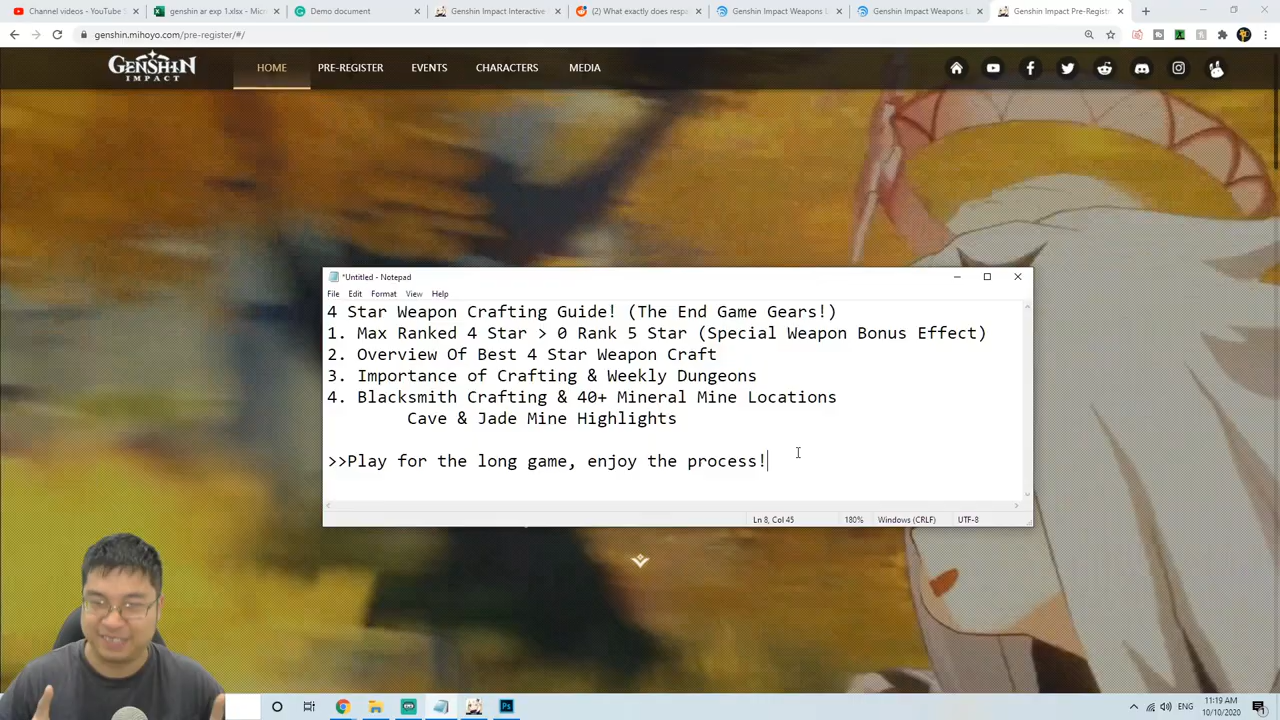 Channel videos - YouTube S
genshin ar exp 1.xlsx - Micr
Demo document
Genshin Impact Interactive
(2) What exactly does resp
Genshin Impact Weapons L
Genshin Impact Weapons L
Genshin Impact Pre-Registr
genshin.mihoyo.com/pre-register/#/
GENSHIN IMPACT
HOME
PRE-REGISTER
EVENTS
CHARACTERS
MEDIA
*Untitled - Notepad
File Edit Format View Help
4 Star Weapon Crafting Guide! (The End Game Gears!)
1. Max Ranked 4 Star > 0 Rank 5 Star (Special Weapon Bonus Effect)
2. Overview Of Best 4 Star Weapon Craft
3. Importance of Crafting & Weekly Dungeons
4. Blacksmith Crafting & 40+ Mineral Mine Locations
Cave & Jade Mine Highlights
>>Play for the long game, enjoy the process!
Ln 8, Col 45
180%
Windows (CRLF)
UTF-8
ENG
11:19 AM
10/10/2020